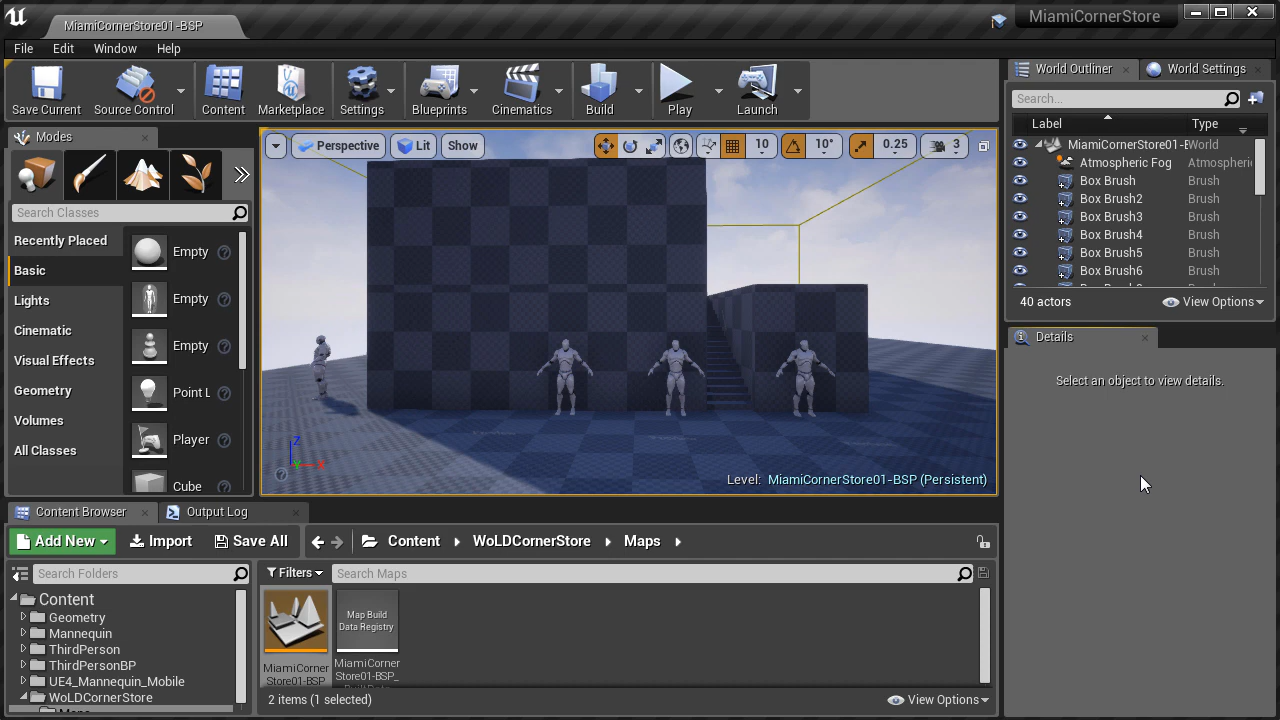 MiamiCornerStore01-BSP
MiamiCornerStore
File Edit Window Help
Save Current Source Control Content Marketplace Settings Blueprints Cinematics Build Play Launch
Modes
Search Classes
Recently Placed
Basic
Lights
Cinematic
Visual Effects
Geometry
Volumes
All Classes
Empty
Empty
Empty
Point L
Player
Cube
Perspective Lit Show 10 10° 0.25 3
Z
Level: MiamiCornerStore01-BSP (Persistent)
World Outliner World Settings
Search...
Label Type
MiamiCornerStore01-B World
Atmospheric Fog Atmospheric
Box Brush Brush
Box Brush2 Brush
Box Brush3 Brush
Box Brush4 Brush
Box Brush5 Brush
Box Brush6 Brush
40 actors View Options
Details
Select an object to view details.
Content Browser Output Log
Add New Import Save All Content WoLDCornerStore Maps
Search Folders
Content
Geometry
Mannequin
ThirdPerson
ThirdPersonBP
UE4_Mannequin_Mobile
WoLDCornerStore
Filters Search Maps
Map Build
Data Registry
MiamiCorner
Store01-BSP
MiamiCorner
Store01-BSP_
2 items (1 selected) View Options